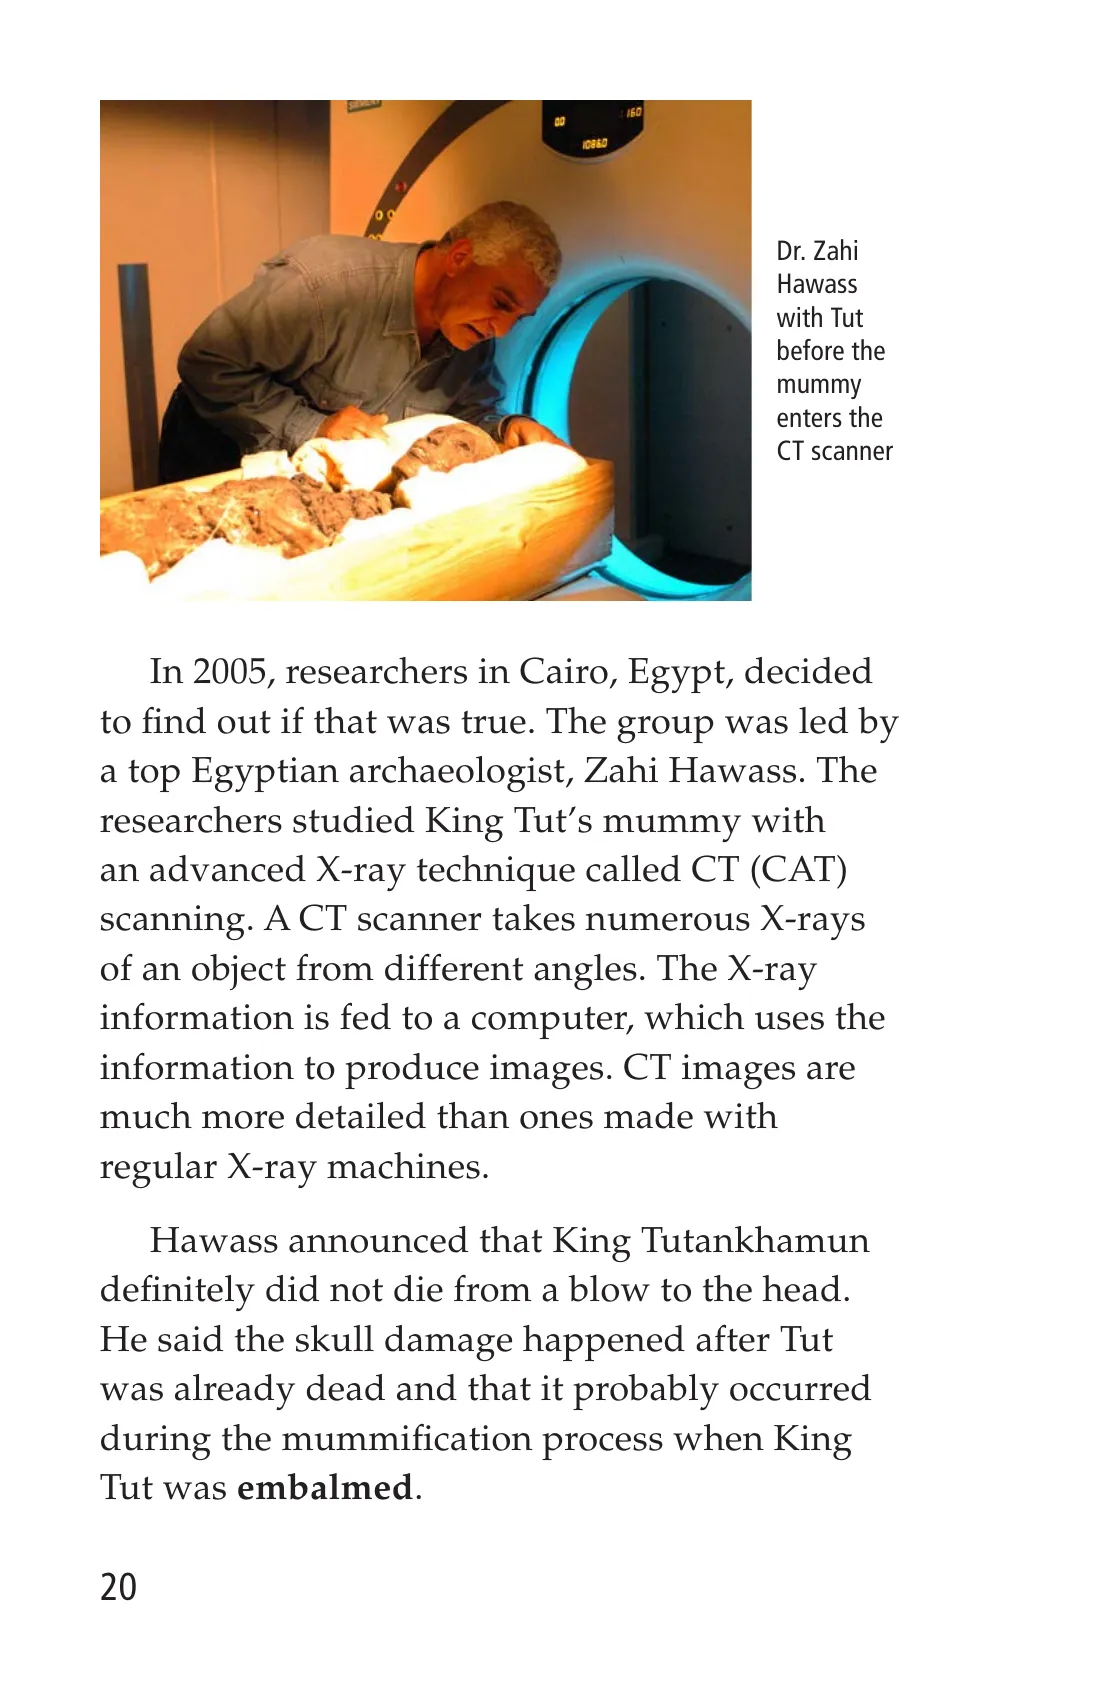 SIEMENS
00
160
1086.0
Dr. Zahi
Hawass
with Tut
before the
mummy
enters the
CT scanner
In 2005, researchers in Cairo, Egypt, decided
to find out if that was true. The group was led by
a top Egyptian archaeologist, Zahi Hawass. The
researchers studied King Tut’s mummy with
an advanced X-ray technique called CT (CAT)
scanning. A CT scanner takes numerous X-rays
of an object from different angles. The X-ray
information is fed to a computer, which uses the
information to produce images. CT images are
much more detailed than ones made with
regular X-ray machines.
Hawass announced that King Tutankhamun
definitely did not die from a blow to the head.
He said the skull damage happened after Tut
was already dead and that it probably occurred
during the mummification process when King
Tut was embalmed.
20